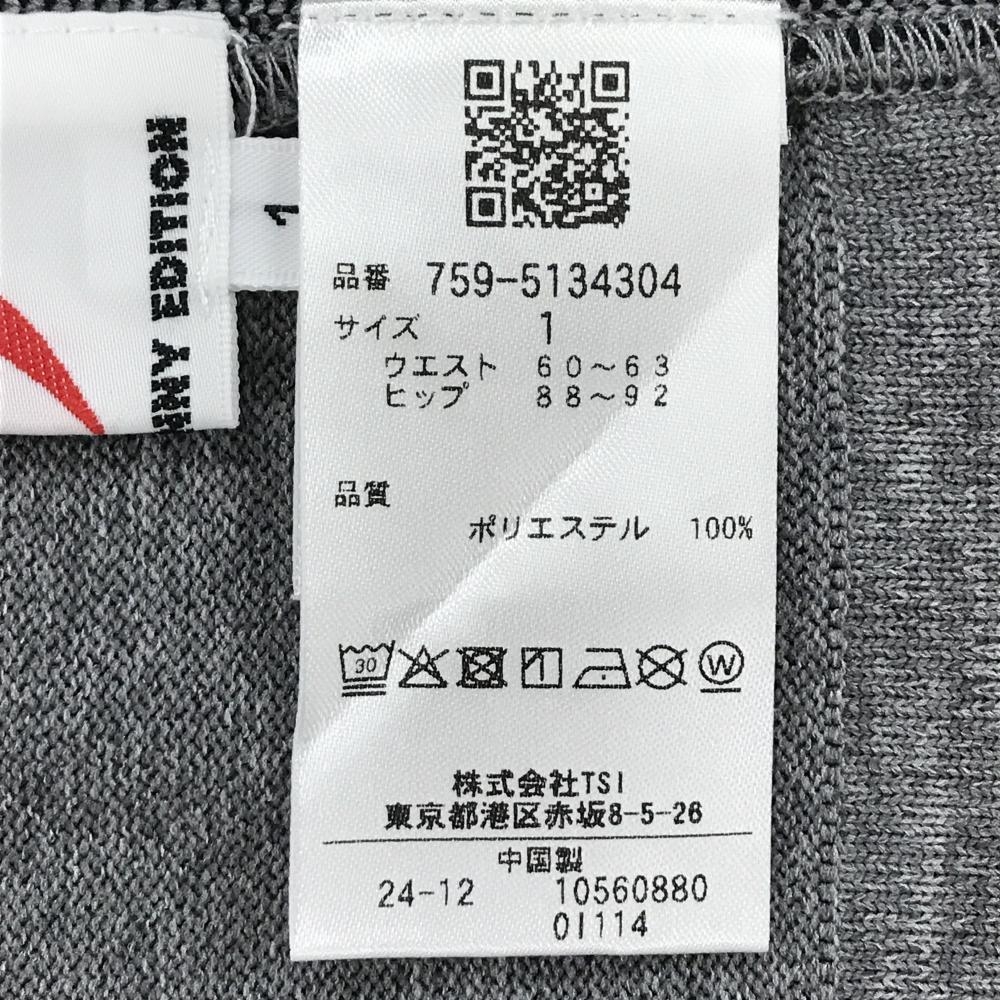 EDITION
1
品番 759-5134304
サイズ 1
ウエスト 60～63
ヒップ 88～92
品質
ポリエステル 100%
30
W
株式会社TSI
東京都港区赤坂8-5-26
中国製
24-12 10560880
01114